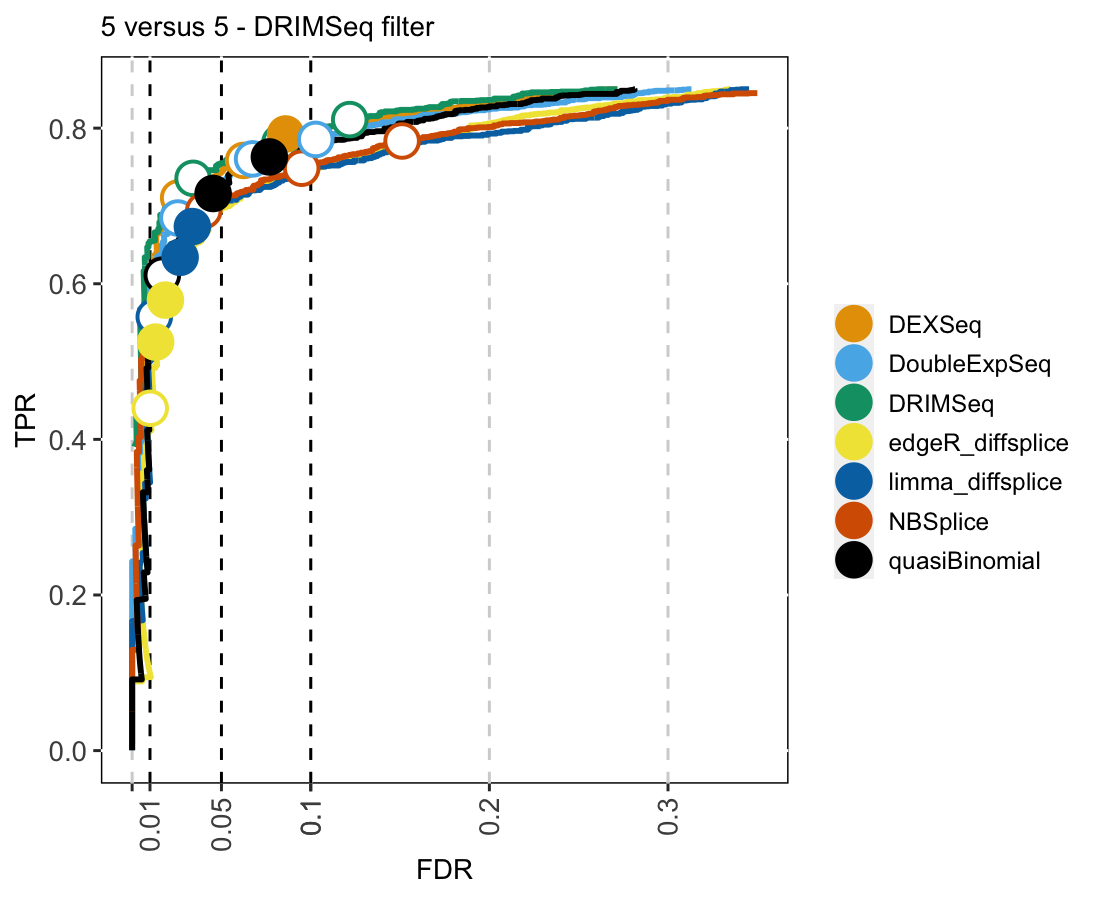 5 versus 5 - DRIMSeq filter
TPR
0.8
0.6
0.4
0.2
0.0
0.01
0.05
0.1
0.2
0.3
FDR
DEXSeq
DoubleExpSeq
DRIMSeq
edgeR_diffsplice
limma_diffsplice
NBSplice
quasiBinomial